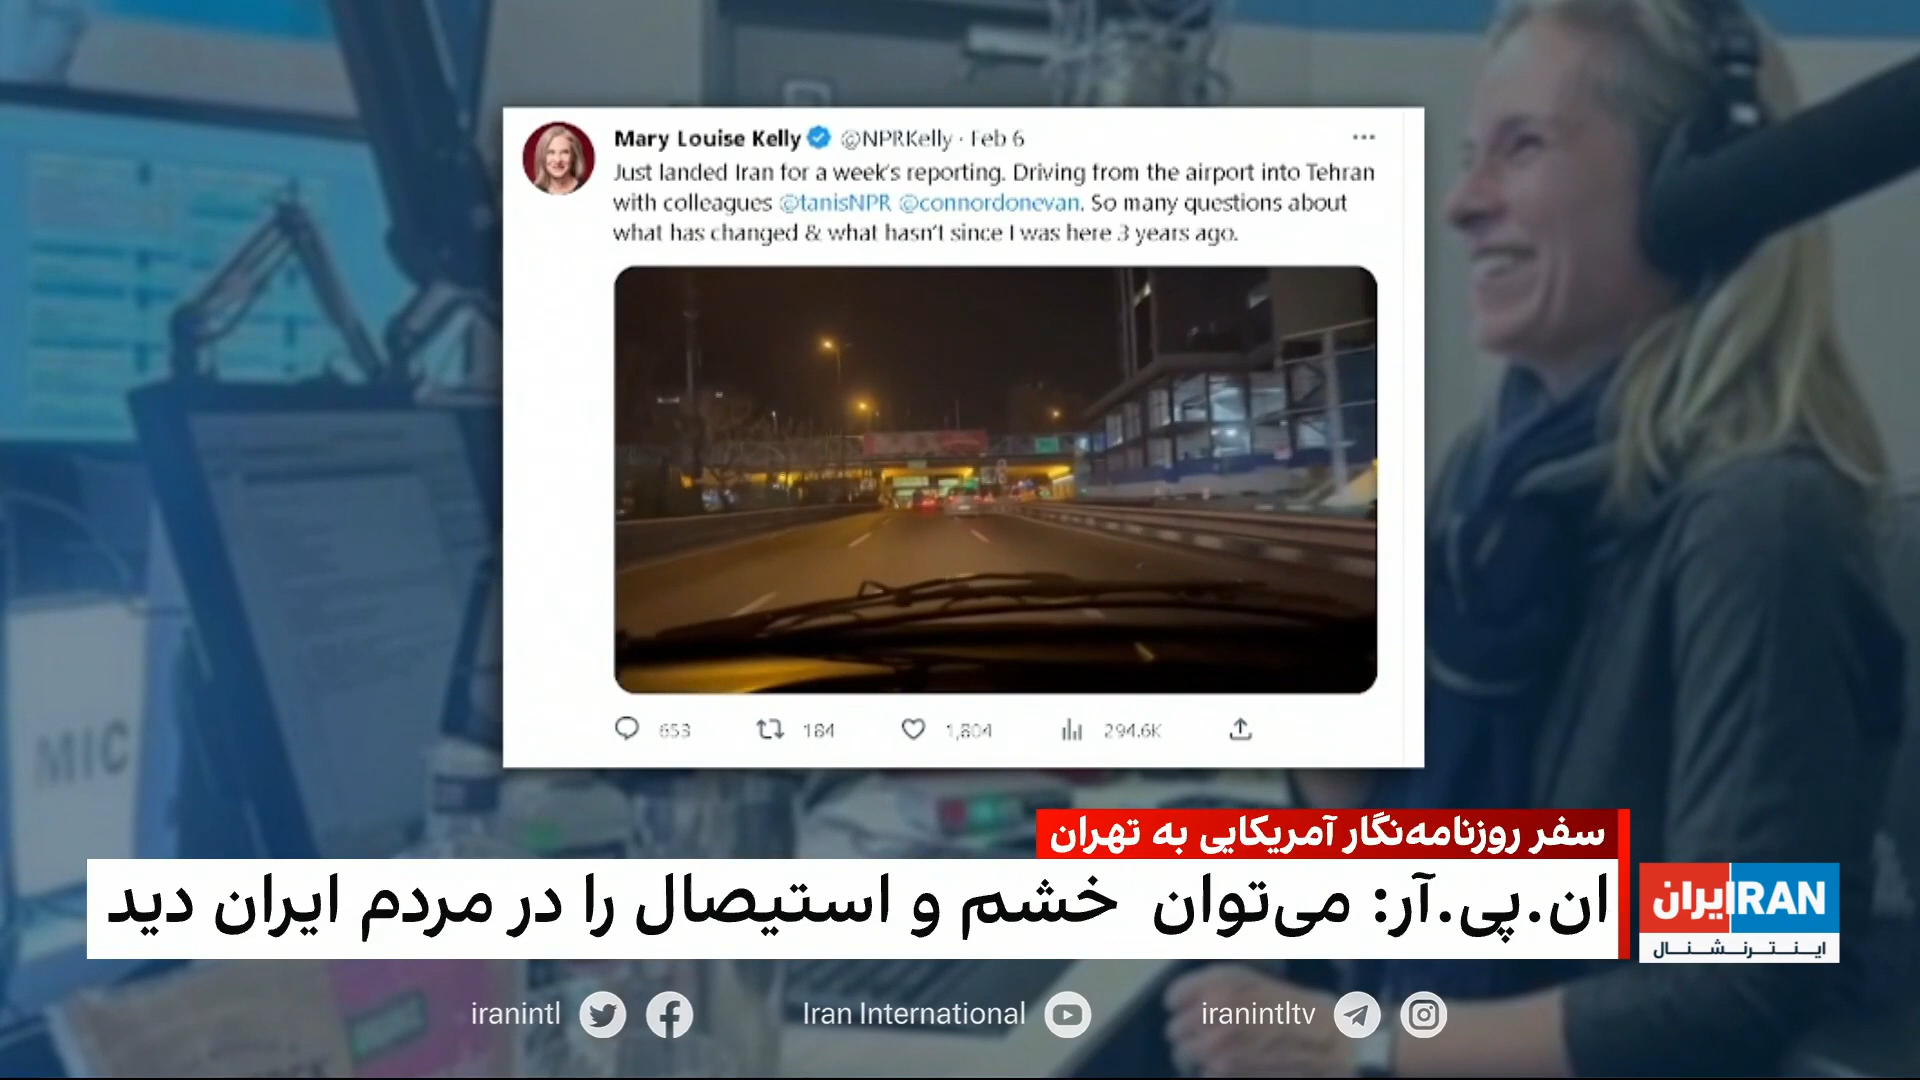 Mary Louise Kelly @NPRKelly · Feb 6
Just landed Iran for a week's reporting. Driving from the airport into Tehran
with colleagues @tanisNPR @connordonevan. So many questions about
what has changed & what hasn't since I was here 3 years ago.
653 184 1,804 294.6K
MIC
سفر روزنامه‌نگار آمریکایی به تهران
ان.پی.آر: می‌توان خشم و استیصال را در مردم ایران دید
ایران IRAN
اینترنشنال
iranintl
Iran International
iranintltv